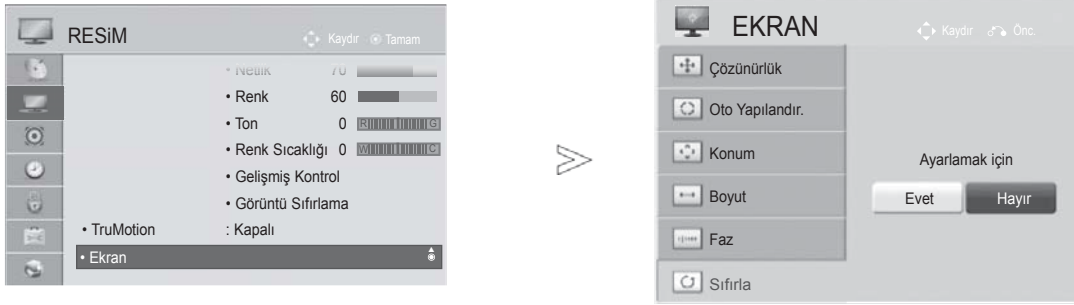 RESiM
Kaydır Tamam
• Netlik 70
• Renk 60
• Ton 0 R G
• Renk Sıcaklığı 0 W C
• Gelişmiş Kontrol
• Görüntü Sıfırlama
• TruMotion : Kapalı
• Ekran
EKRAN
Kaydır Önc.
Çözünürlük
Oto Yapılandır.
Konum
Boyut
Faz
Sıfırla
Ayarlamak için
Evet Hayır